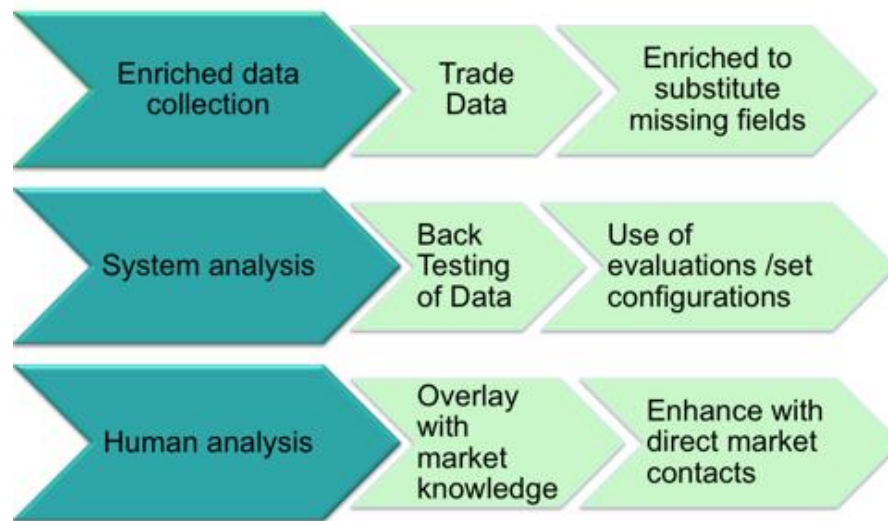 Enriched data
collection
Trade
Data
Enriched to
substitute
missing fields
System analysis
Back
Testing
of Data
Use of
evaluations /set
configurations
Human analysis
Overlay
with
market
knowledge
Enhance with
direct market
contacts